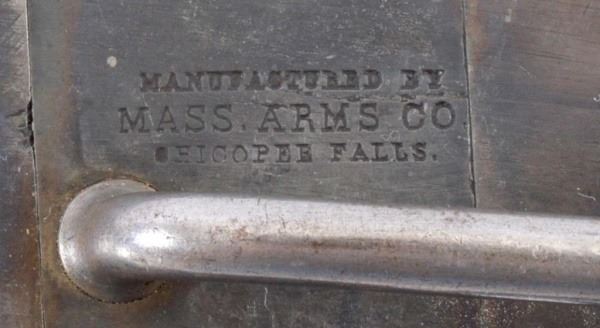 MANUFACTURED BY
MASS. ARMS CO.
CHICOPEE FALLS.